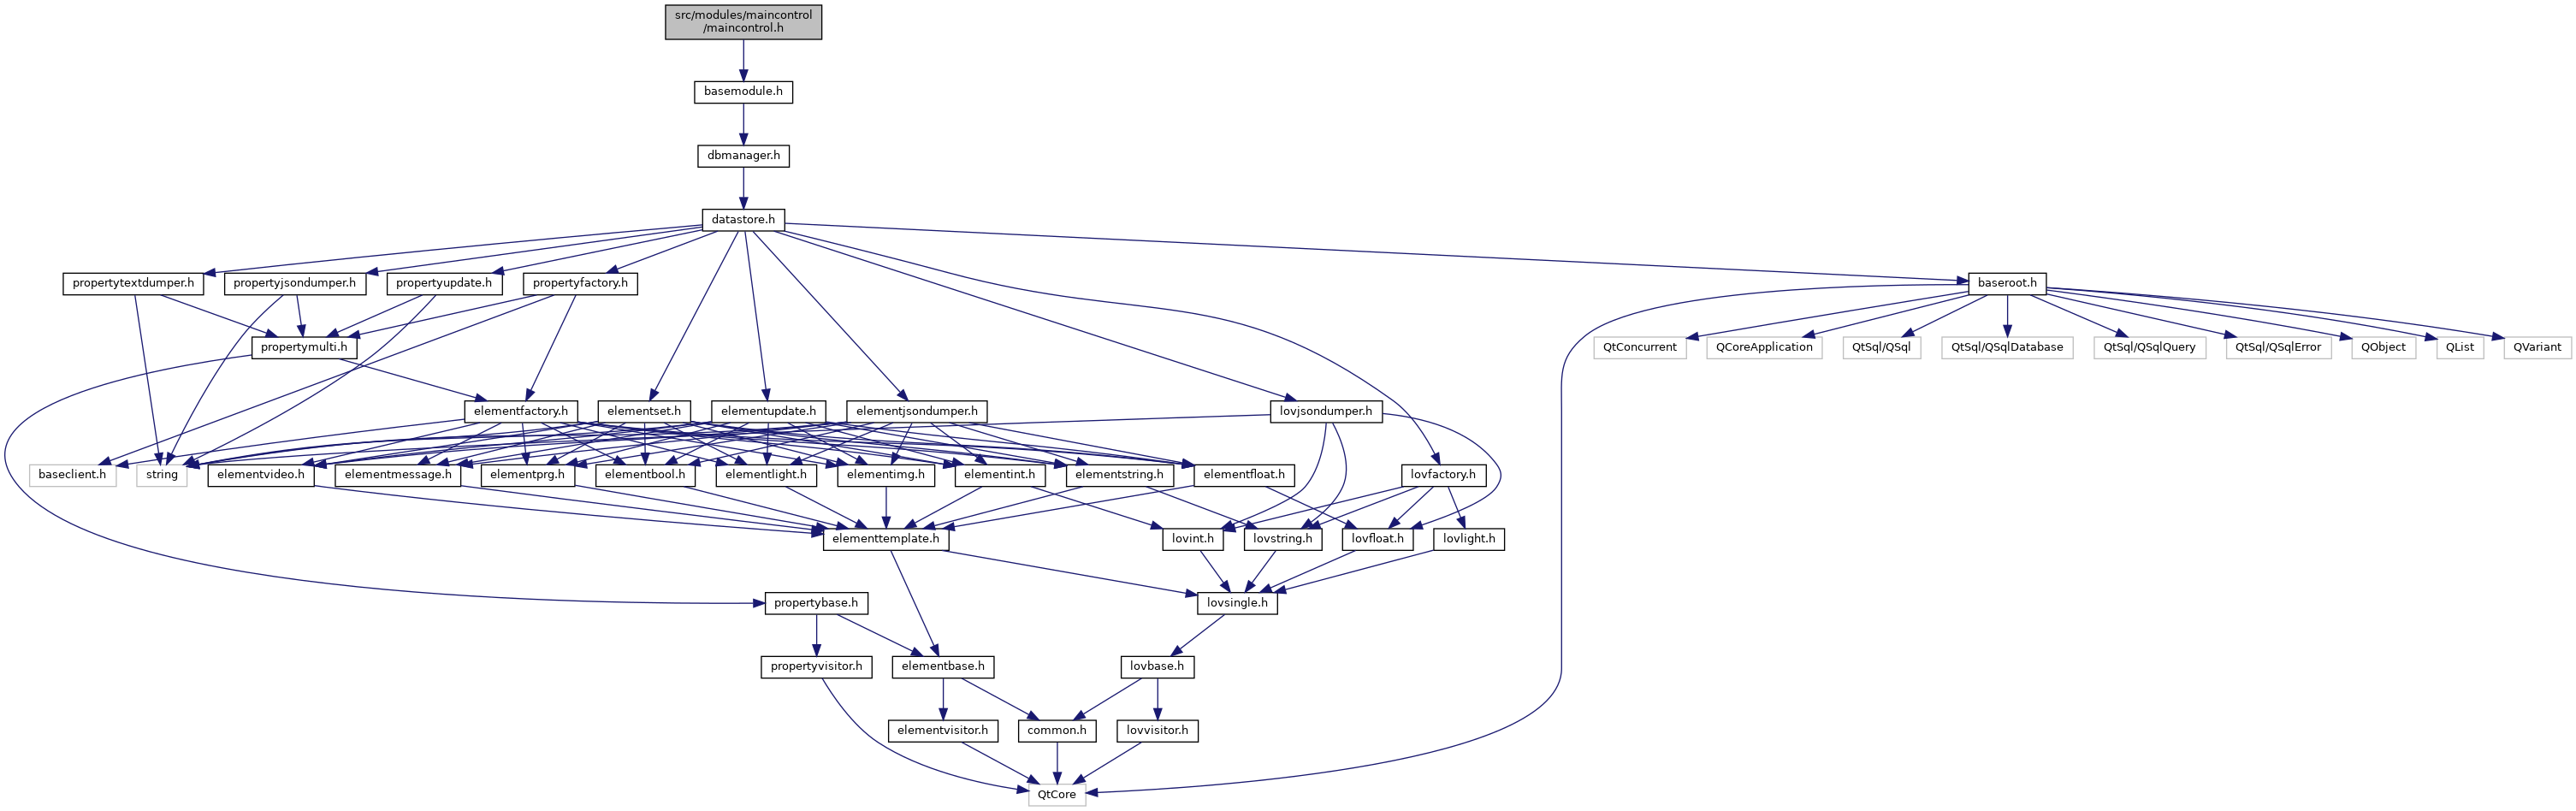 src/modules/maincontrol
/maincontrol.h
basemodule.h
dbmanager.h
datastore.h
propertytextdumper.h
propertyjsondumper.h
propertyupdate.h
propertyfactory.h
baseroot.h
propertymulti.h
QtConcurrent
QCoreApplication
QtSql/QSql
QtSql/QSqlDatabase
QtSql/QSqlQuery
QtSql/QSqlError
QObject
QList
QVariant
elementfactory.h
elementset.h
elementupdate.h
elementjsondumper.h
lovjsondumper.h
baseclient.h
string
elementvideo.h
elementmessage.h
elementprg.h
elementbool.h
elementlight.h
elementimg.h
elementint.h
elementstring.h
elementfloat.h
lovfactory.h
elementtemplate.h
lovint.h
lovstring.h
lovfloat.h
lovlight.h
propertybase.h
lovsingle.h
propertyvisitor.h
elementbase.h
lovbase.h
elementvisitor.h
common.h
lovvisitor.h
QtCore